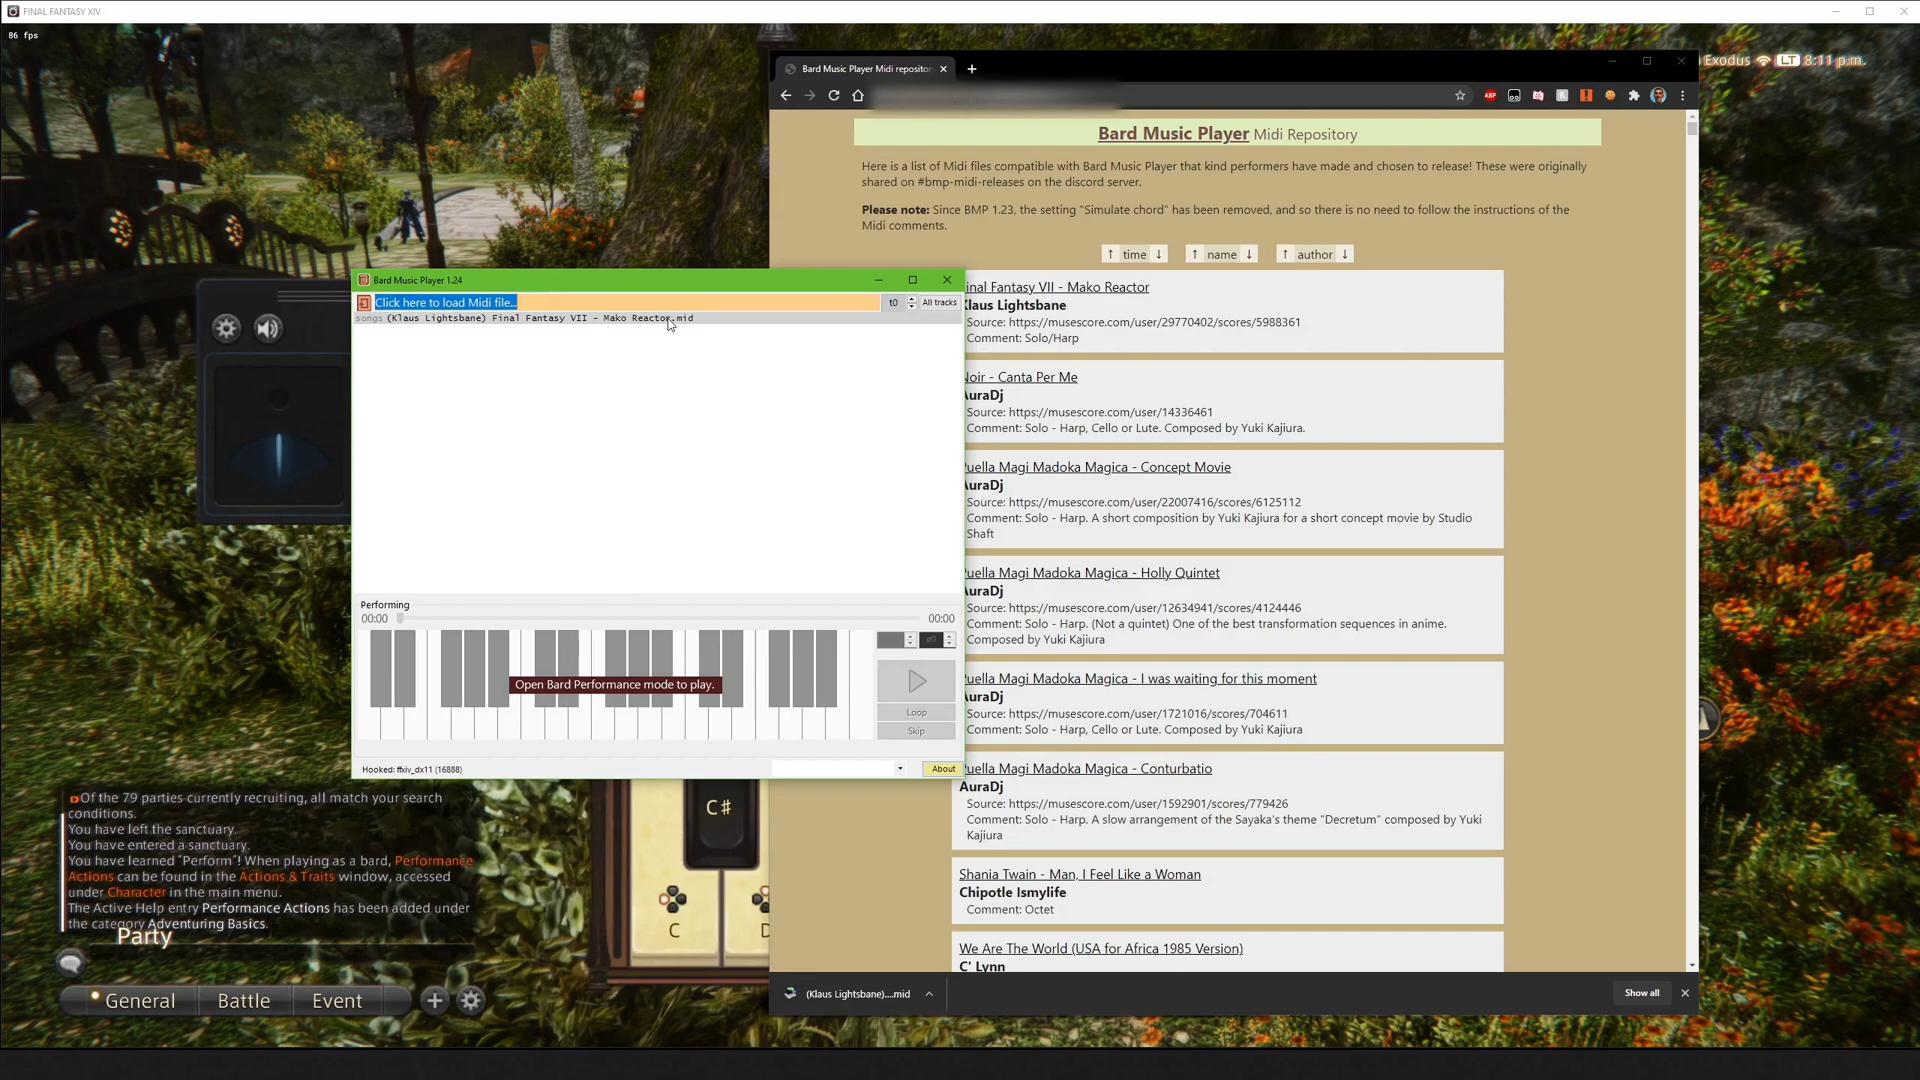 FINAL FANTASY XIV
86 fps
Bard Music Player Midi repositor
Exodus LT 8:11 p.m.
ABP
Bard Music Player Midi Repository
Here is a list of Midi files compatible with Bard Music Player that kind performers have made and chosen to release! These were originally
shared on #bmp-midi-releases on the discord server.
Please note: Since BMP 1.23, the setting "Simulate chord" has been removed, and so there is no need to follow the instructions of the
Midi comments.
↑ time ↓ ↑ name ↓ ↑ author ↓
inal Fantasy VII - Mako Reactor
Klaus Lightsbane
Source: https://musescore.com/user/29770402/scores/5988361
Comment: Solo/Harp
Noir - Canta Per Me
AuraDj
Source: https://musescore.com/user/14336461
Comment: Solo - Harp, Cello or Lute. Composed by Yuki Kajiura.
Puella Magi Madoka Magica - Concept Movie
AuraDj
Source: https://musescore.com/user/22007416/scores/6125112
Comment: Solo - Harp. A short composition by Yuki Kajiura for a short concept movie by Studio
Shaft
Puella Magi Madoka Magica - Holly Quintet
AuraDj
Source: https://musescore.com/user/12634941/scores/4124446
Comment: Solo - Harp. (Not a quintet) One of the best transformation sequences in anime.
Composed by Yuki Kajiura
Puella Magi Madoka Magica - I was waiting for this moment
AuraDj
Source: https://musescore.com/user/1721016/scores/704611
Comment: Solo - Harp, Cello or Lute. Composed by Yuki Kajiura
Puella Magi Madoka Magica - Conturbatio
AuraDj
Source: https://musescore.com/user/1592901/scores/779426
Comment: Solo - Harp. A slow arrangement of the Sayaka's theme "Decretum" composed by Yuki
Kajiura
Shania Twain - Man, I Feel Like a Woman
Chipotle Ismylife
Comment: Octet
We Are The World (USA for Africa 1985 Version)
C' Lynn
(Klaus Lightsbane)....mid
Show all
Bard Music Player 1.24
Click here to load Midi file...
t0 All tracks
songs (Klaus Lightsbane) Final Fantasy VII - Mako Reactor.mid
Performing
00:00 00:00
ø0
Open Bard Performance mode to play.
Loop
Skip
Hooked: ffxiv_dx11 (16888)
About
C#
C D
Of the 79 parties currently recruiting, all match your search
conditions.
You have left the sanctuary.
You have entered a sanctuary.
You have learned "Perform"! When playing as a bard, Performance
Actions can be found in the Actions & Traits window, accessed
under Character in the main menu.
The Active Help entry Performance Actions has been added under
the category Adventuring Basics.
Party
General Battle Event